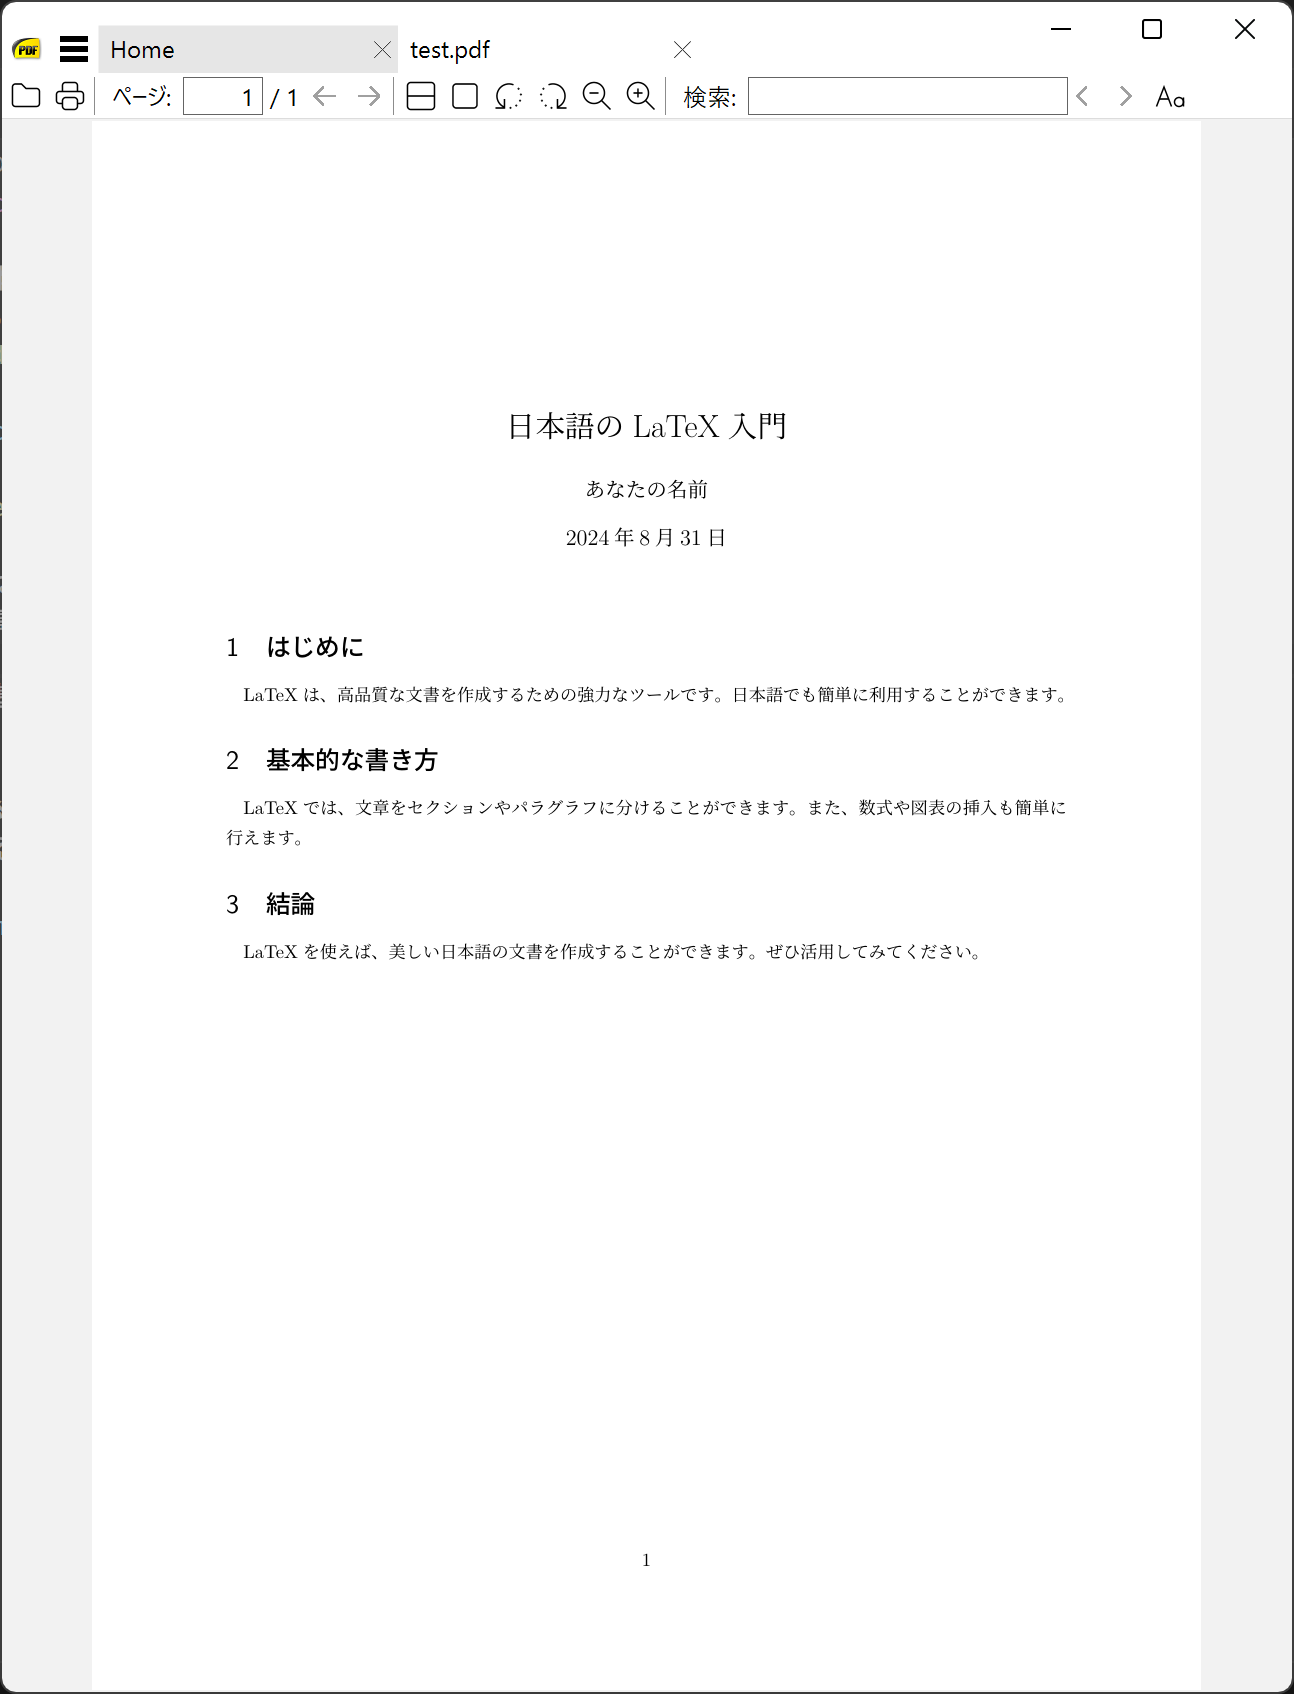 PDF
Home
test.pdf
ページ:
1
/ 1
検索:
Aa
日本語の LaTeX 入門
あなたの名前
2024 年 8 月 31 日
1 はじめに
LaTeX は、高品質な文書を作成するための強力なツールです。日本語でも簡単に利用することができます。
2 基本的な書き方
LaTeX では、文章をセクションやパラグラフに分けることができます。また、数式や図表の挿入も簡単に
行えます。
3 結論
LaTeX を使えば、美しい日本語の文書を作成することができます。ぜひ活用してみてください。
1